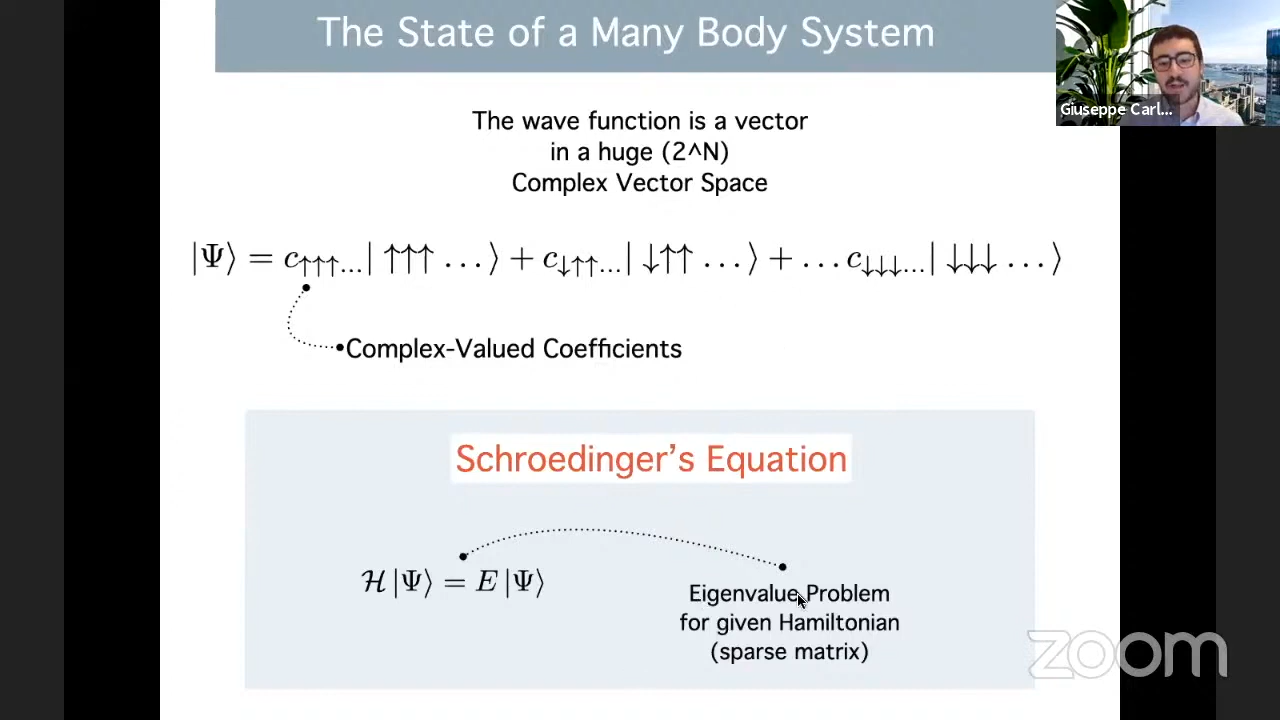 The State of a Many Body System
Giuseppe Carl...
The wave function is a vector
in a huge (2^N)
Complex Vector Space
|Ψ⟩ = c↑↑↑...| ↑↑↑ ...⟩ + c↓↑↑...| ↓↑↑ ...⟩ + ...c↓↓↓...| ↓↓↓ ...⟩
Complex-Valued Coefficients
Schroedinger's Equation
ℋ|Ψ⟩ = E|Ψ⟩
Eigenvalue Problem
for given Hamiltonian
(sparse matrix)
zoom